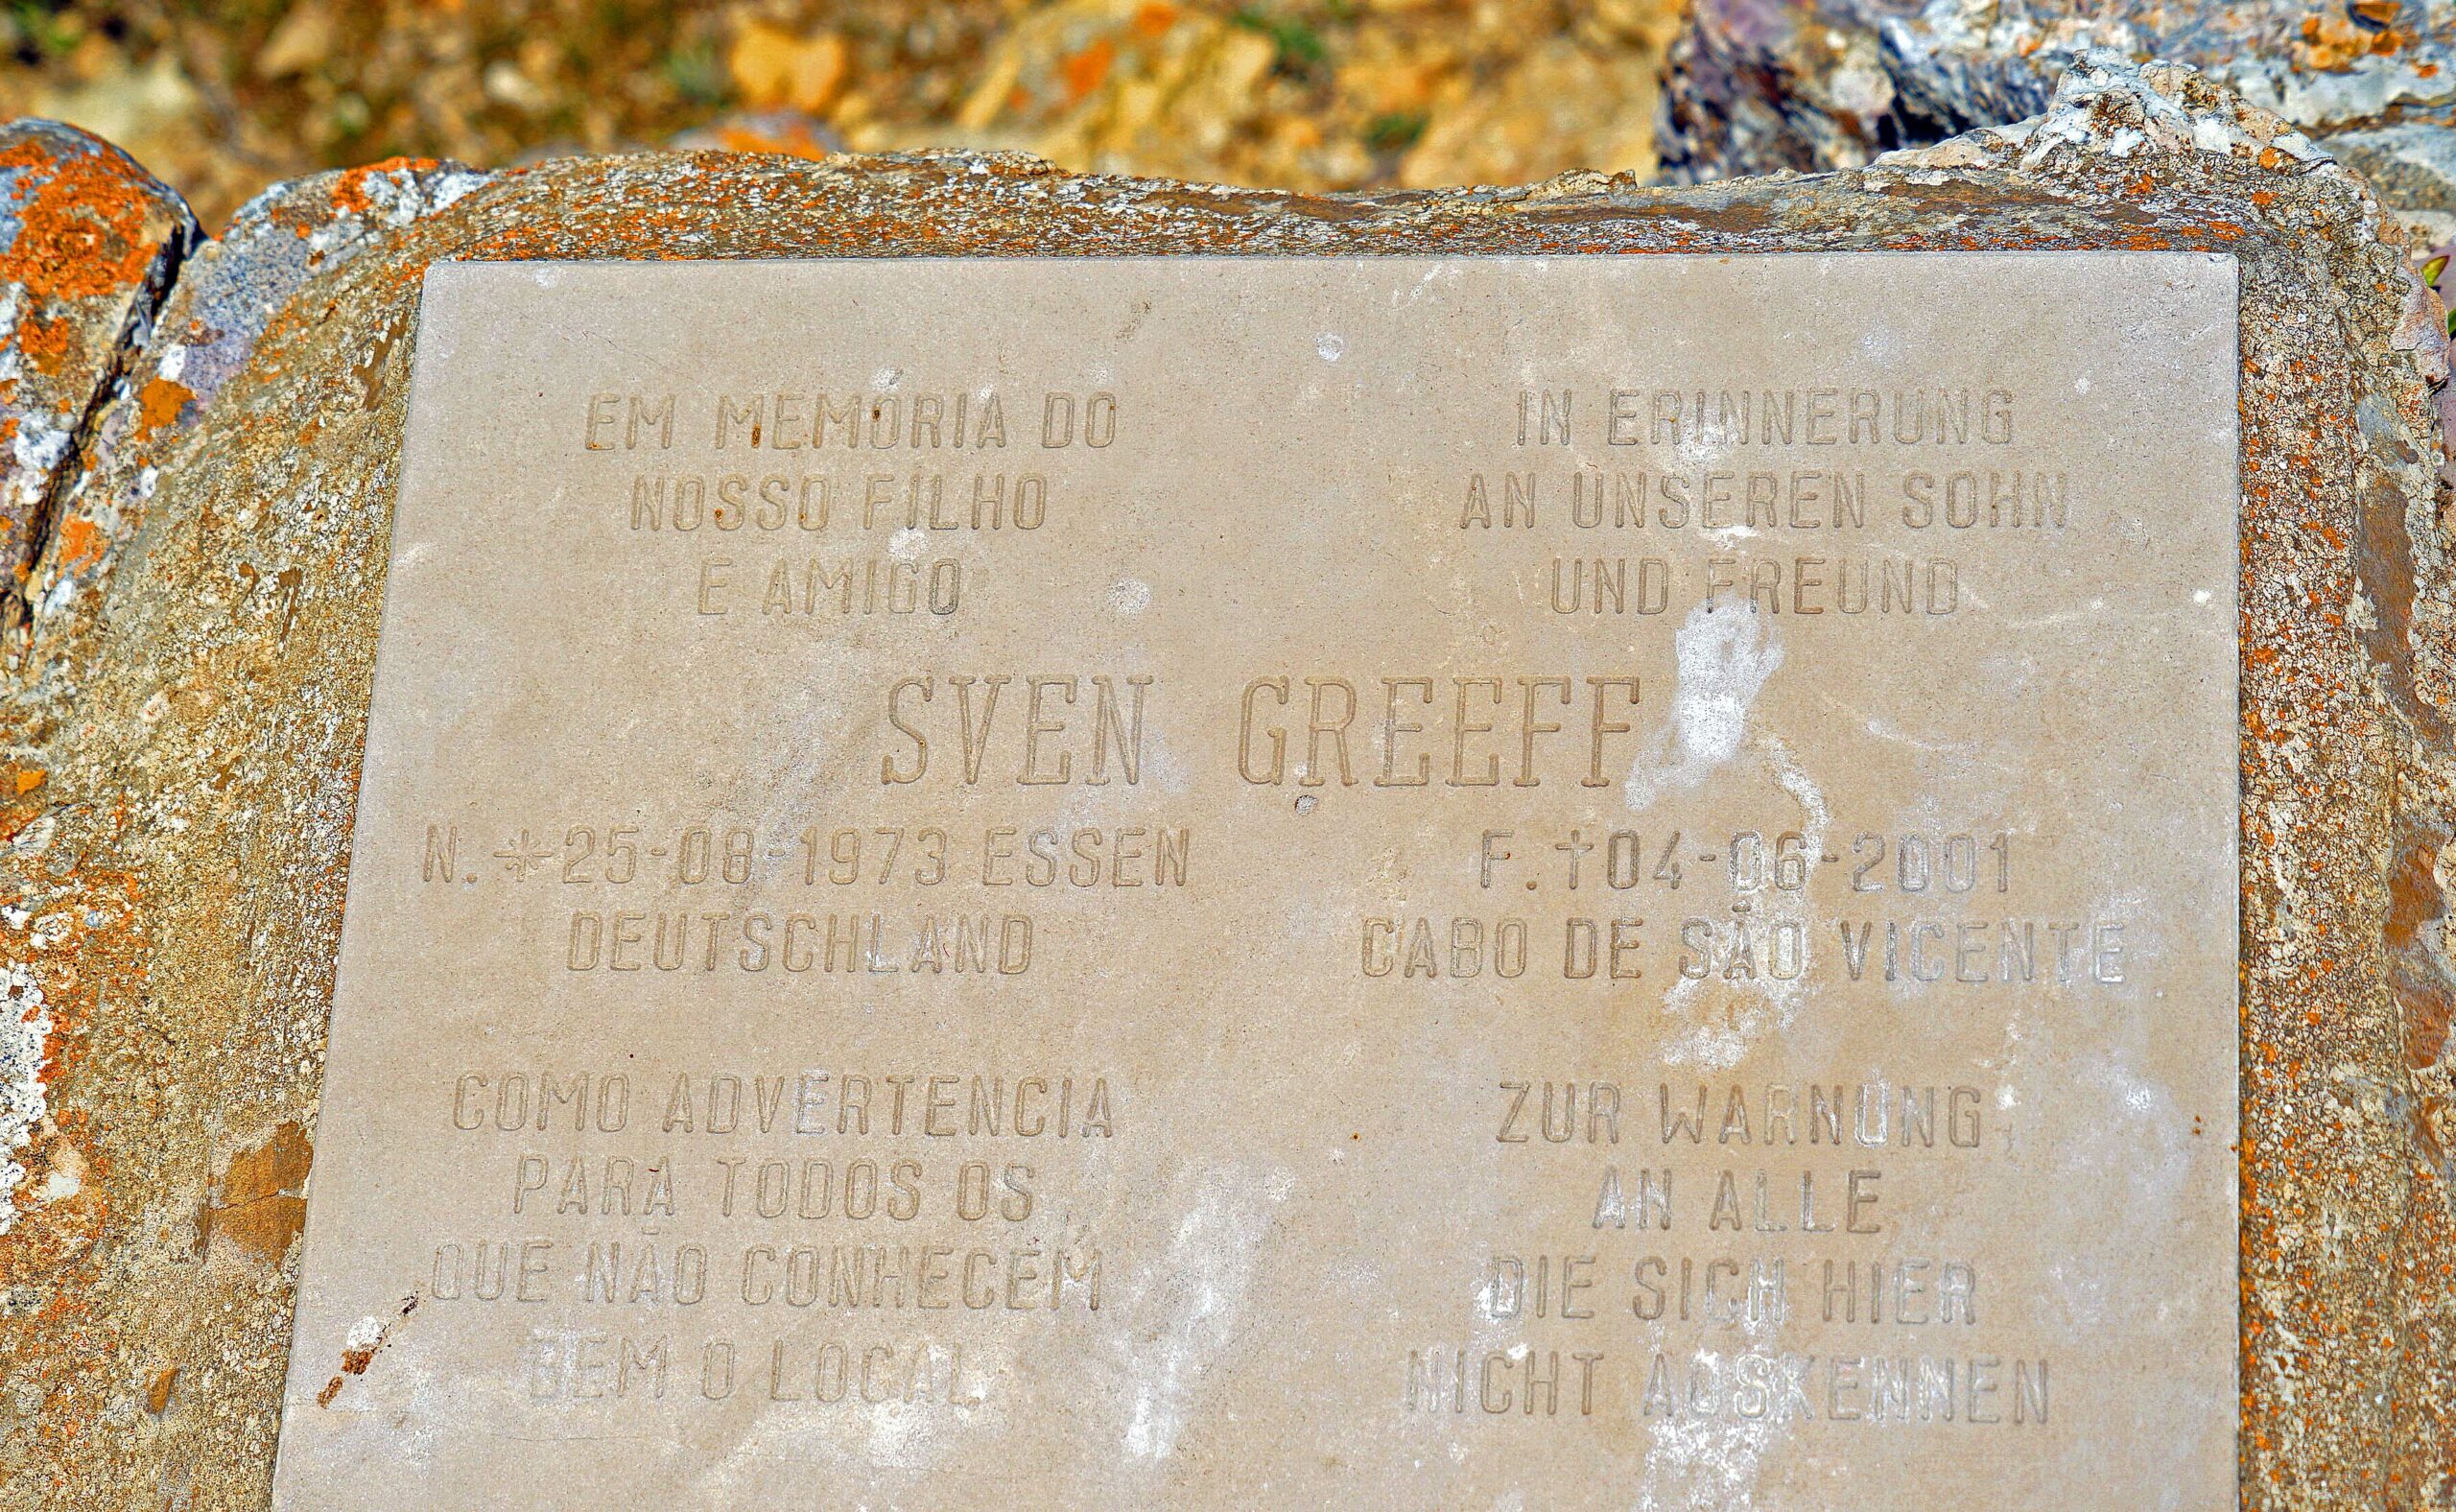 EM MEMORIA DO
NOSSO FILHO
E AMIGO
IN ERINNERUNG
AN UNSEREN SOHN
UND FREUND
SVEN GREEFF
N. *25-08-1973 ESSEN
DEUTSCHLAND
F. †04-06-2001
CABO DE SÃO VICENTE
COMO ADVERTENCIA
PARA TODOS OS
QUE NÃO CONHECEM
BEM O LOCAL
ZUR WARNUNG
AN ALLE
DIE SICH HIER
NICHT AUSKENNEN